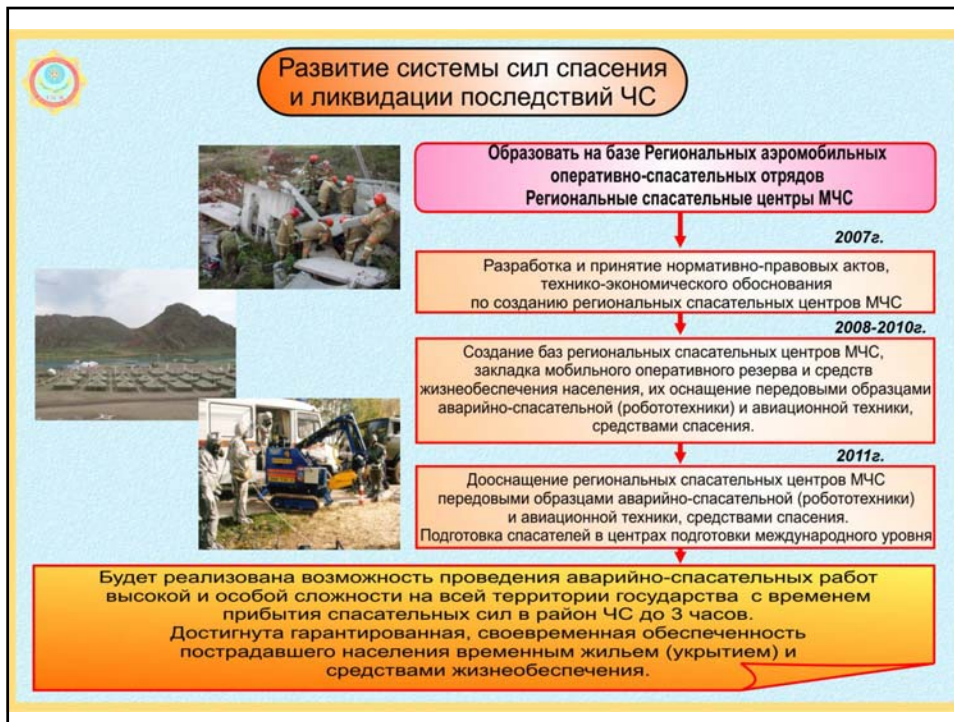 Развитие системы сил спасения
и ликвидации последствий ЧС
Образовать на базе Региональных аэромобильных
оперативно-спасательных отрядов
Региональные спасательные центры МЧС
2007г.
Разработка и принятие нормативно-правовых актов,
технико-экономического обоснования
по созданию региональных спасательных центров МЧС
2008-2010г.
Создание баз региональных спасательных центров МЧС,
закладка мобильного оперативного резерва и средств
жизнеобеспечения населения, их оснащение передовыми образцами
аварийно-спасательной (робототехники) и авиационной техники,
средствами спасения.
2011г.
Дооснащение региональных спасательных центров МЧС
передовыми образцами аварийно-спасательной (робототехники)
и авиационной техники, средствами спасения.
Подготовка спасателей в центрах подготовки международного уровня
Будет реализована возможность проведения аварийно-спасательных работ
высокой и особой сложности на всей территории государства с временем
прибытия спасательных сил в район ЧС до 3 часов.
Достигнута гарантированная, своевременная обеспеченность
пострадавшего населения временным жильем (укрытием) и
средствами жизнеобеспечения.